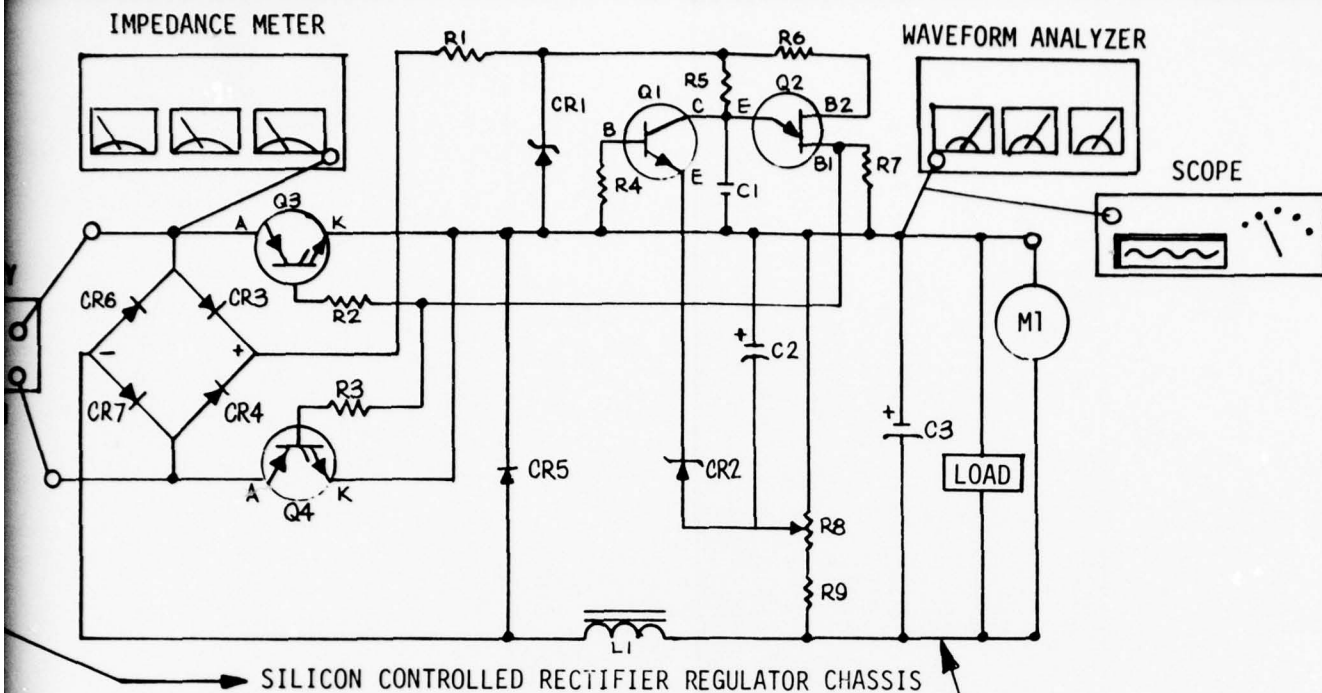 IMPEDANCE METER
WAVEFORM ANALYZER
SCOPE
R1
R6
R5
Q1
Q2
C
E
B2
CR1
B
B1
R4
E
C1
R7
Q3
A
K
CR6
CR3
R2
M1
Y
-
+
+
C2
CR7
CR4
R3
+
C3
CR5
CR2
LOAD
A
K
Q4
R8
R9
L1
SILICON CONTROLLED RECTIFIER REGULATOR CHASSIS